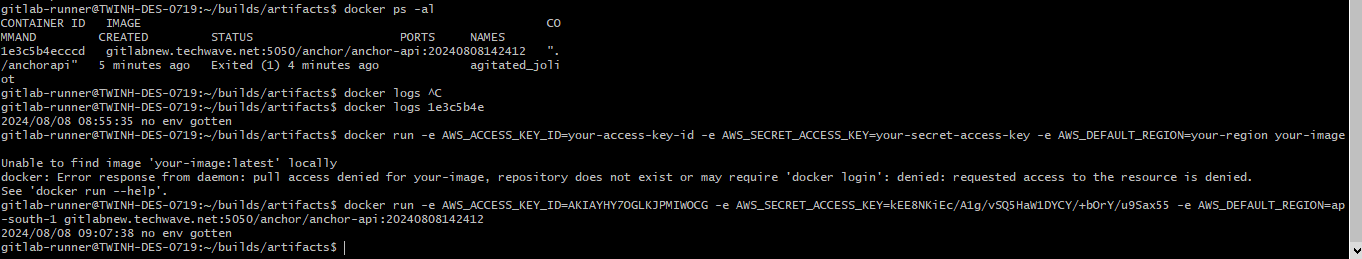 gitlab-runner@TWINH-DES-0719:~/builds/artifacts$ docker ps -al
CONTAINER ID   IMAGE                                                          CO
MMAND         CREATED         STATUS                     PORTS     NAMES
1e3c5b4ecccd   gitlabnew.techwave.net:5050/anchor/anchor-api:20240808142412   ".
/anchorapi"   5 minutes ago   Exited (1) 4 minutes ago             agitated_joli
ot
gitlab-runner@TWINH-DES-0719:~/builds/artifacts$ docker logs ^C
gitlab-runner@TWINH-DES-0719:~/builds/artifacts$ docker logs 1e3c5b4e
2024/08/08 08:55:35 no env gotten
gitlab-runner@TWINH-DES-0719:~/builds/artifacts$ docker run -e AWS_ACCESS_KEY_ID=your-access-key-id -e AWS_SECRET_ACCESS_KEY=your-secret-access-key -e AWS_DEFAULT_REGION=your-region your-image
Unable to find image 'your-image:latest' locally
docker: Error response from daemon: pull access denied for your-image, repository does not exist or may require 'docker login': denied: requested access to the resource is denied.
See 'docker run --help'.
gitlab-runner@TWINH-DES-0719:~/builds/artifacts$ docker run -e AWS_ACCESS_KEY_ID=AKIAYHY7OGLKJPMIWOCG -e AWS_SECRET_ACCESS_KEY=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 -e AWS_DEFAULT_REGION=ap
-south-1 gitlabnew.techwave.net:5050/anchor/anchor-api:20240808142412
2024/08/08 09:07:38 no env gotten
gitlab-runner@TWINH-DES-0719:~/builds/artifacts$